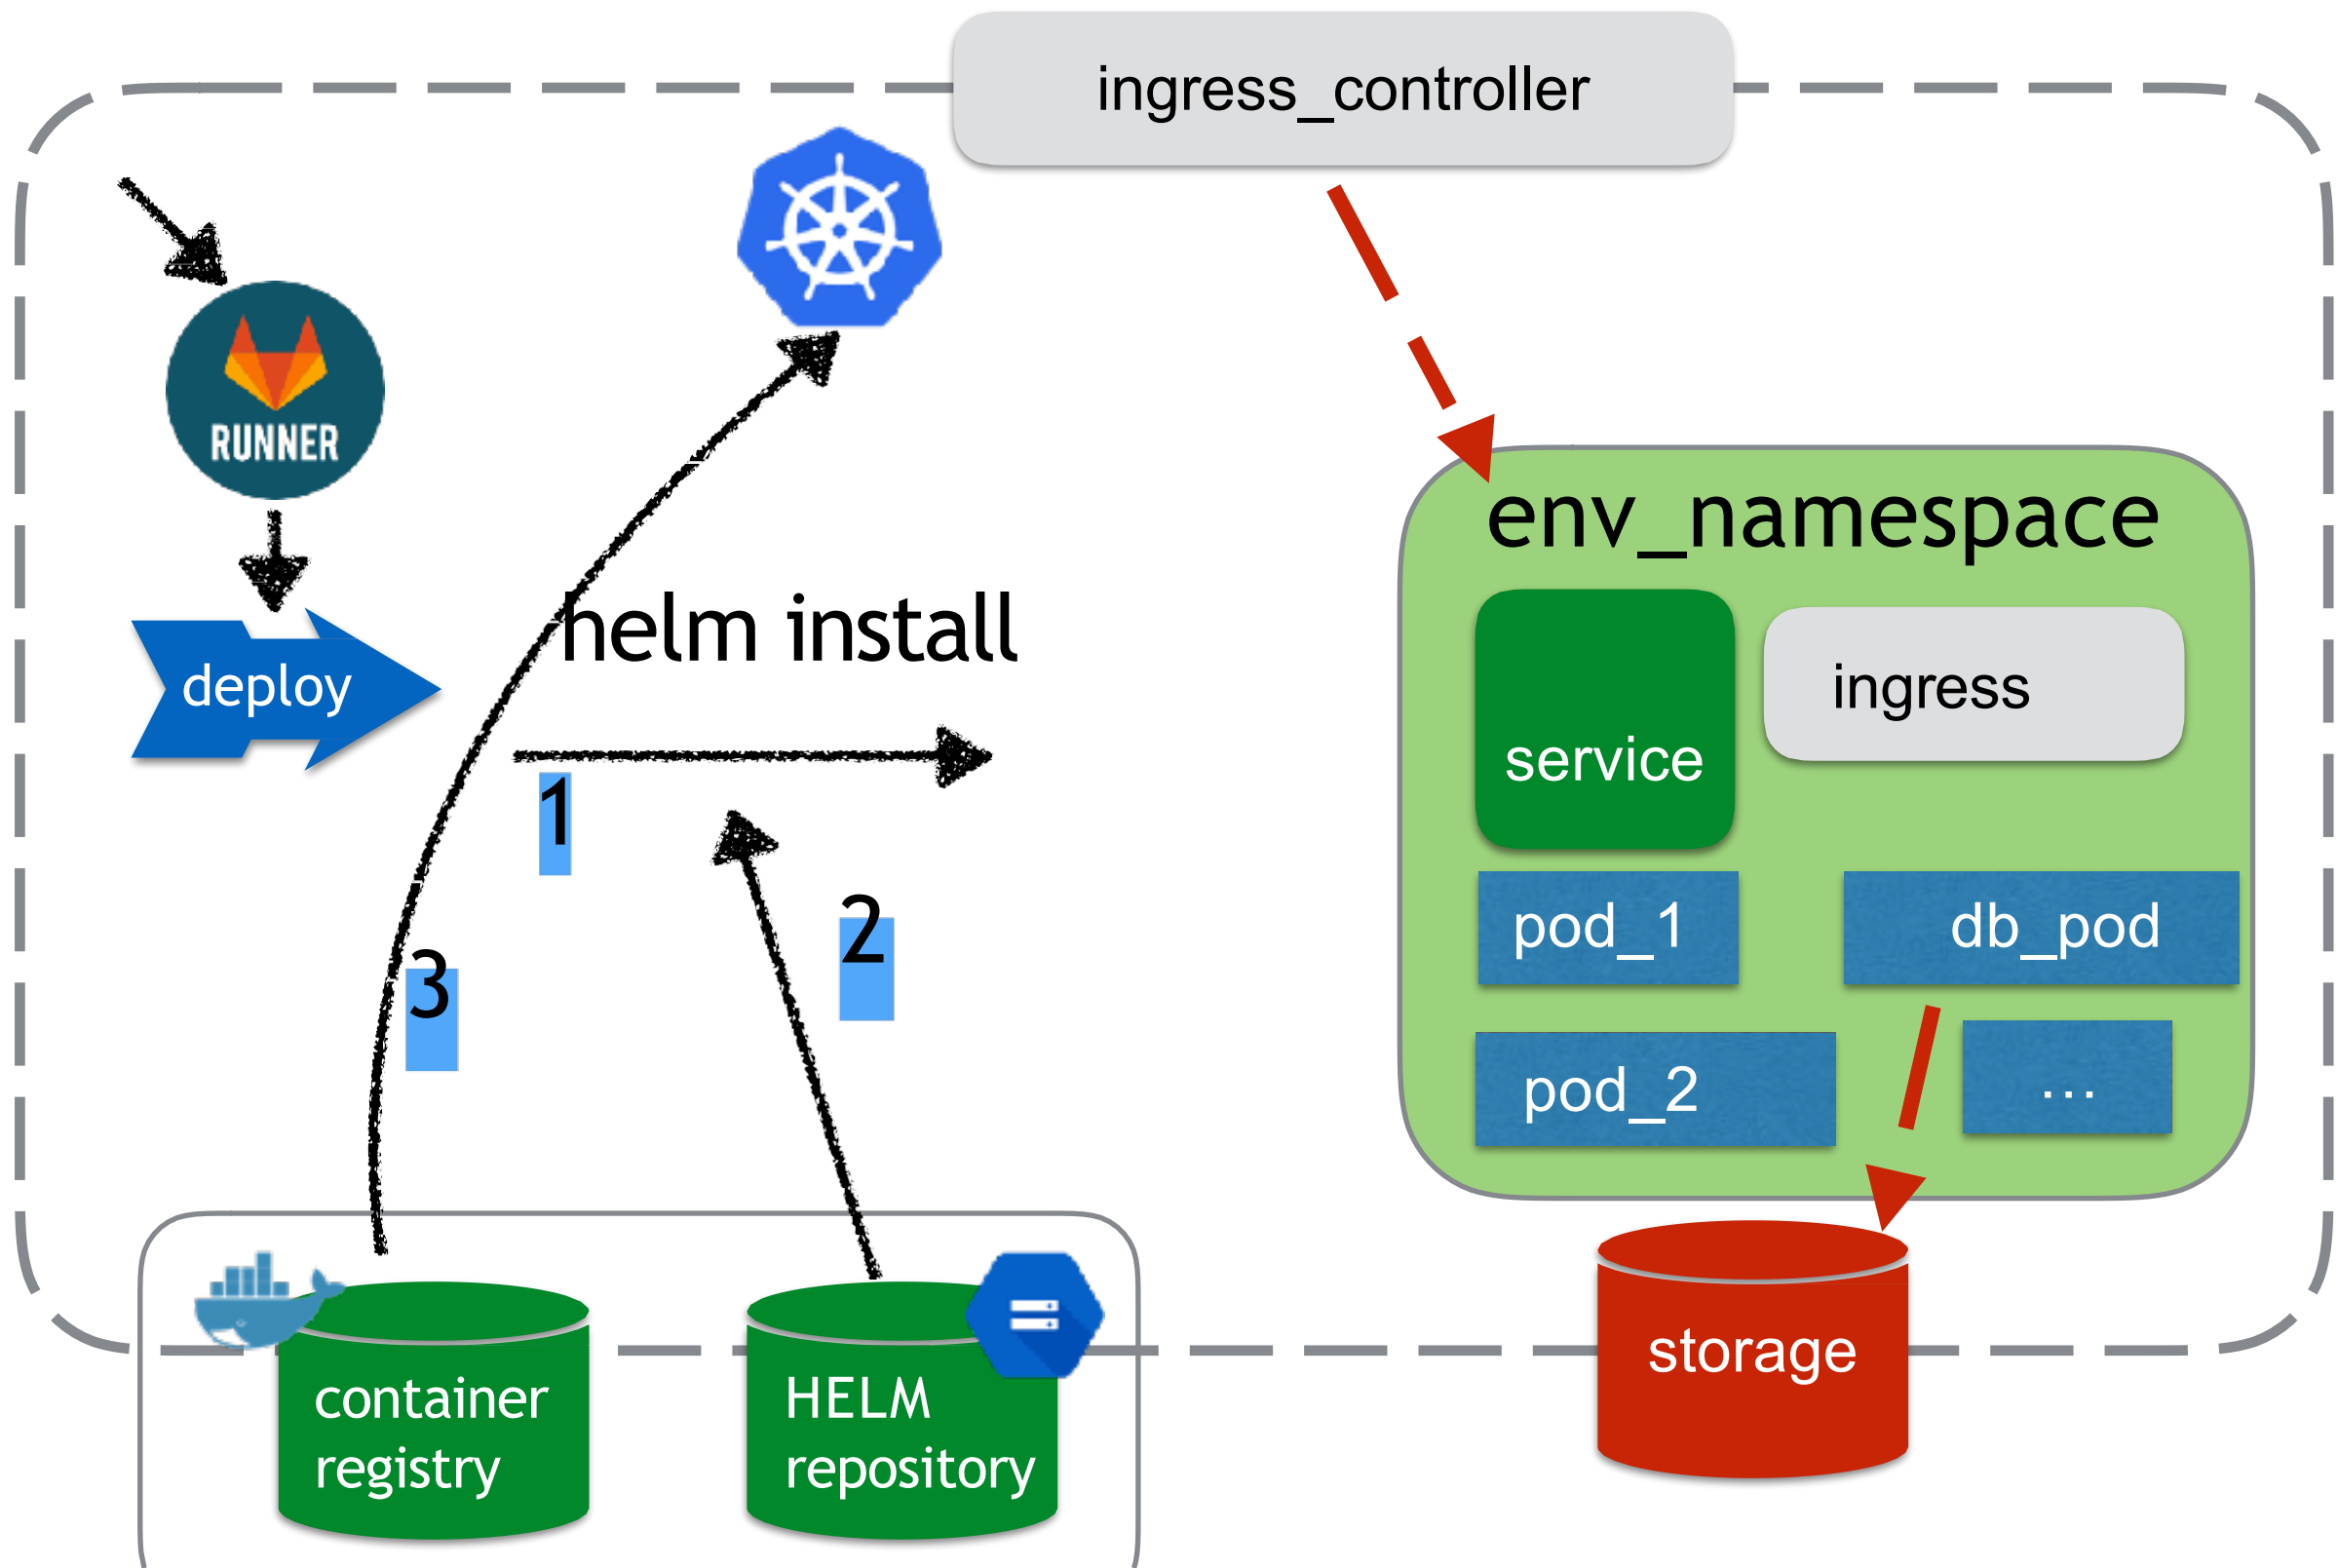 ingress_controller
RUNNER
env_namespace
helm install
deploy
service
ingress
1
2
3
pod_1
db_pod
pod_2
...
container
registry
HELM
repository
storage